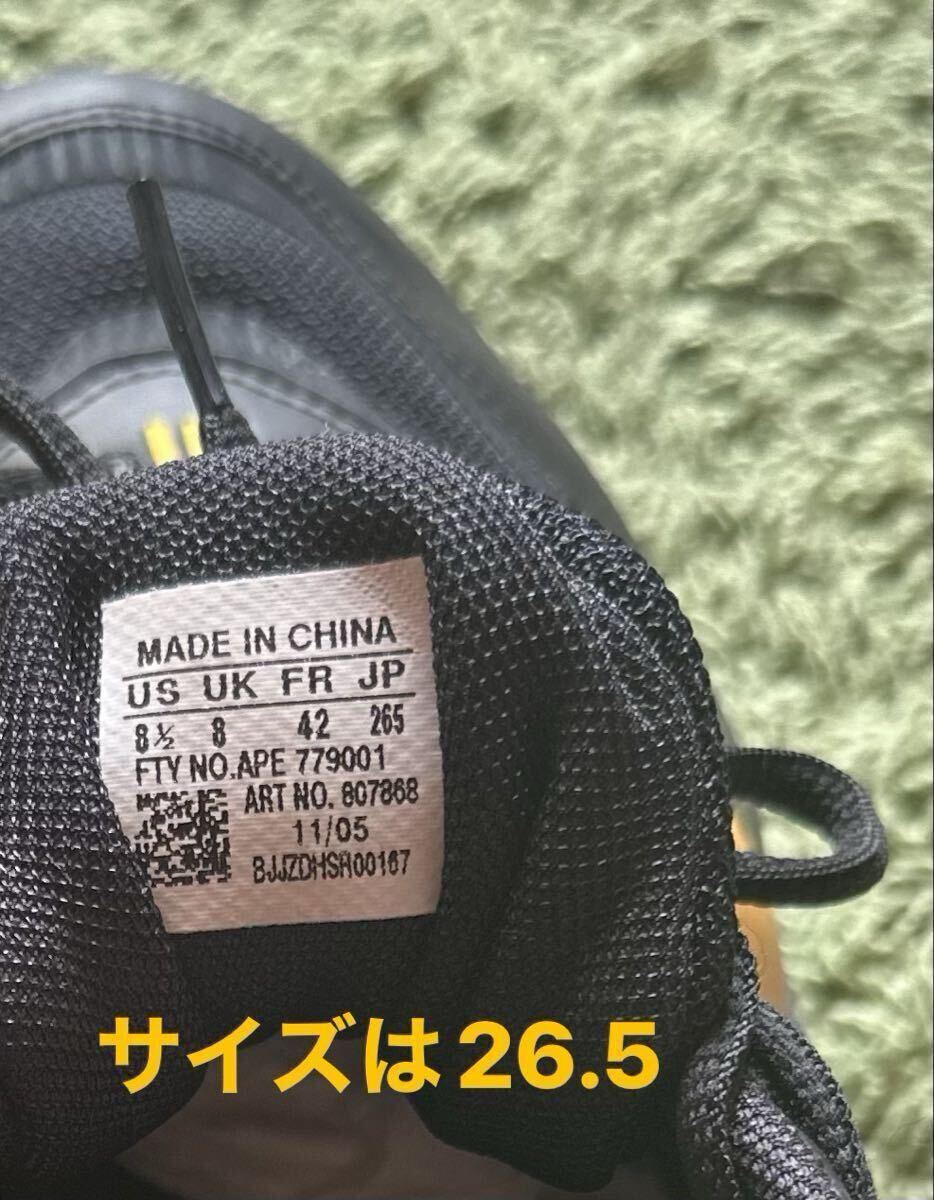 MADE IN CHINA
US UK FR JP
8½ 8 42 265
FTY NO.APE 779001
ART NO. 807868
11/05
BJJZDHSR00167
サイズは26.5